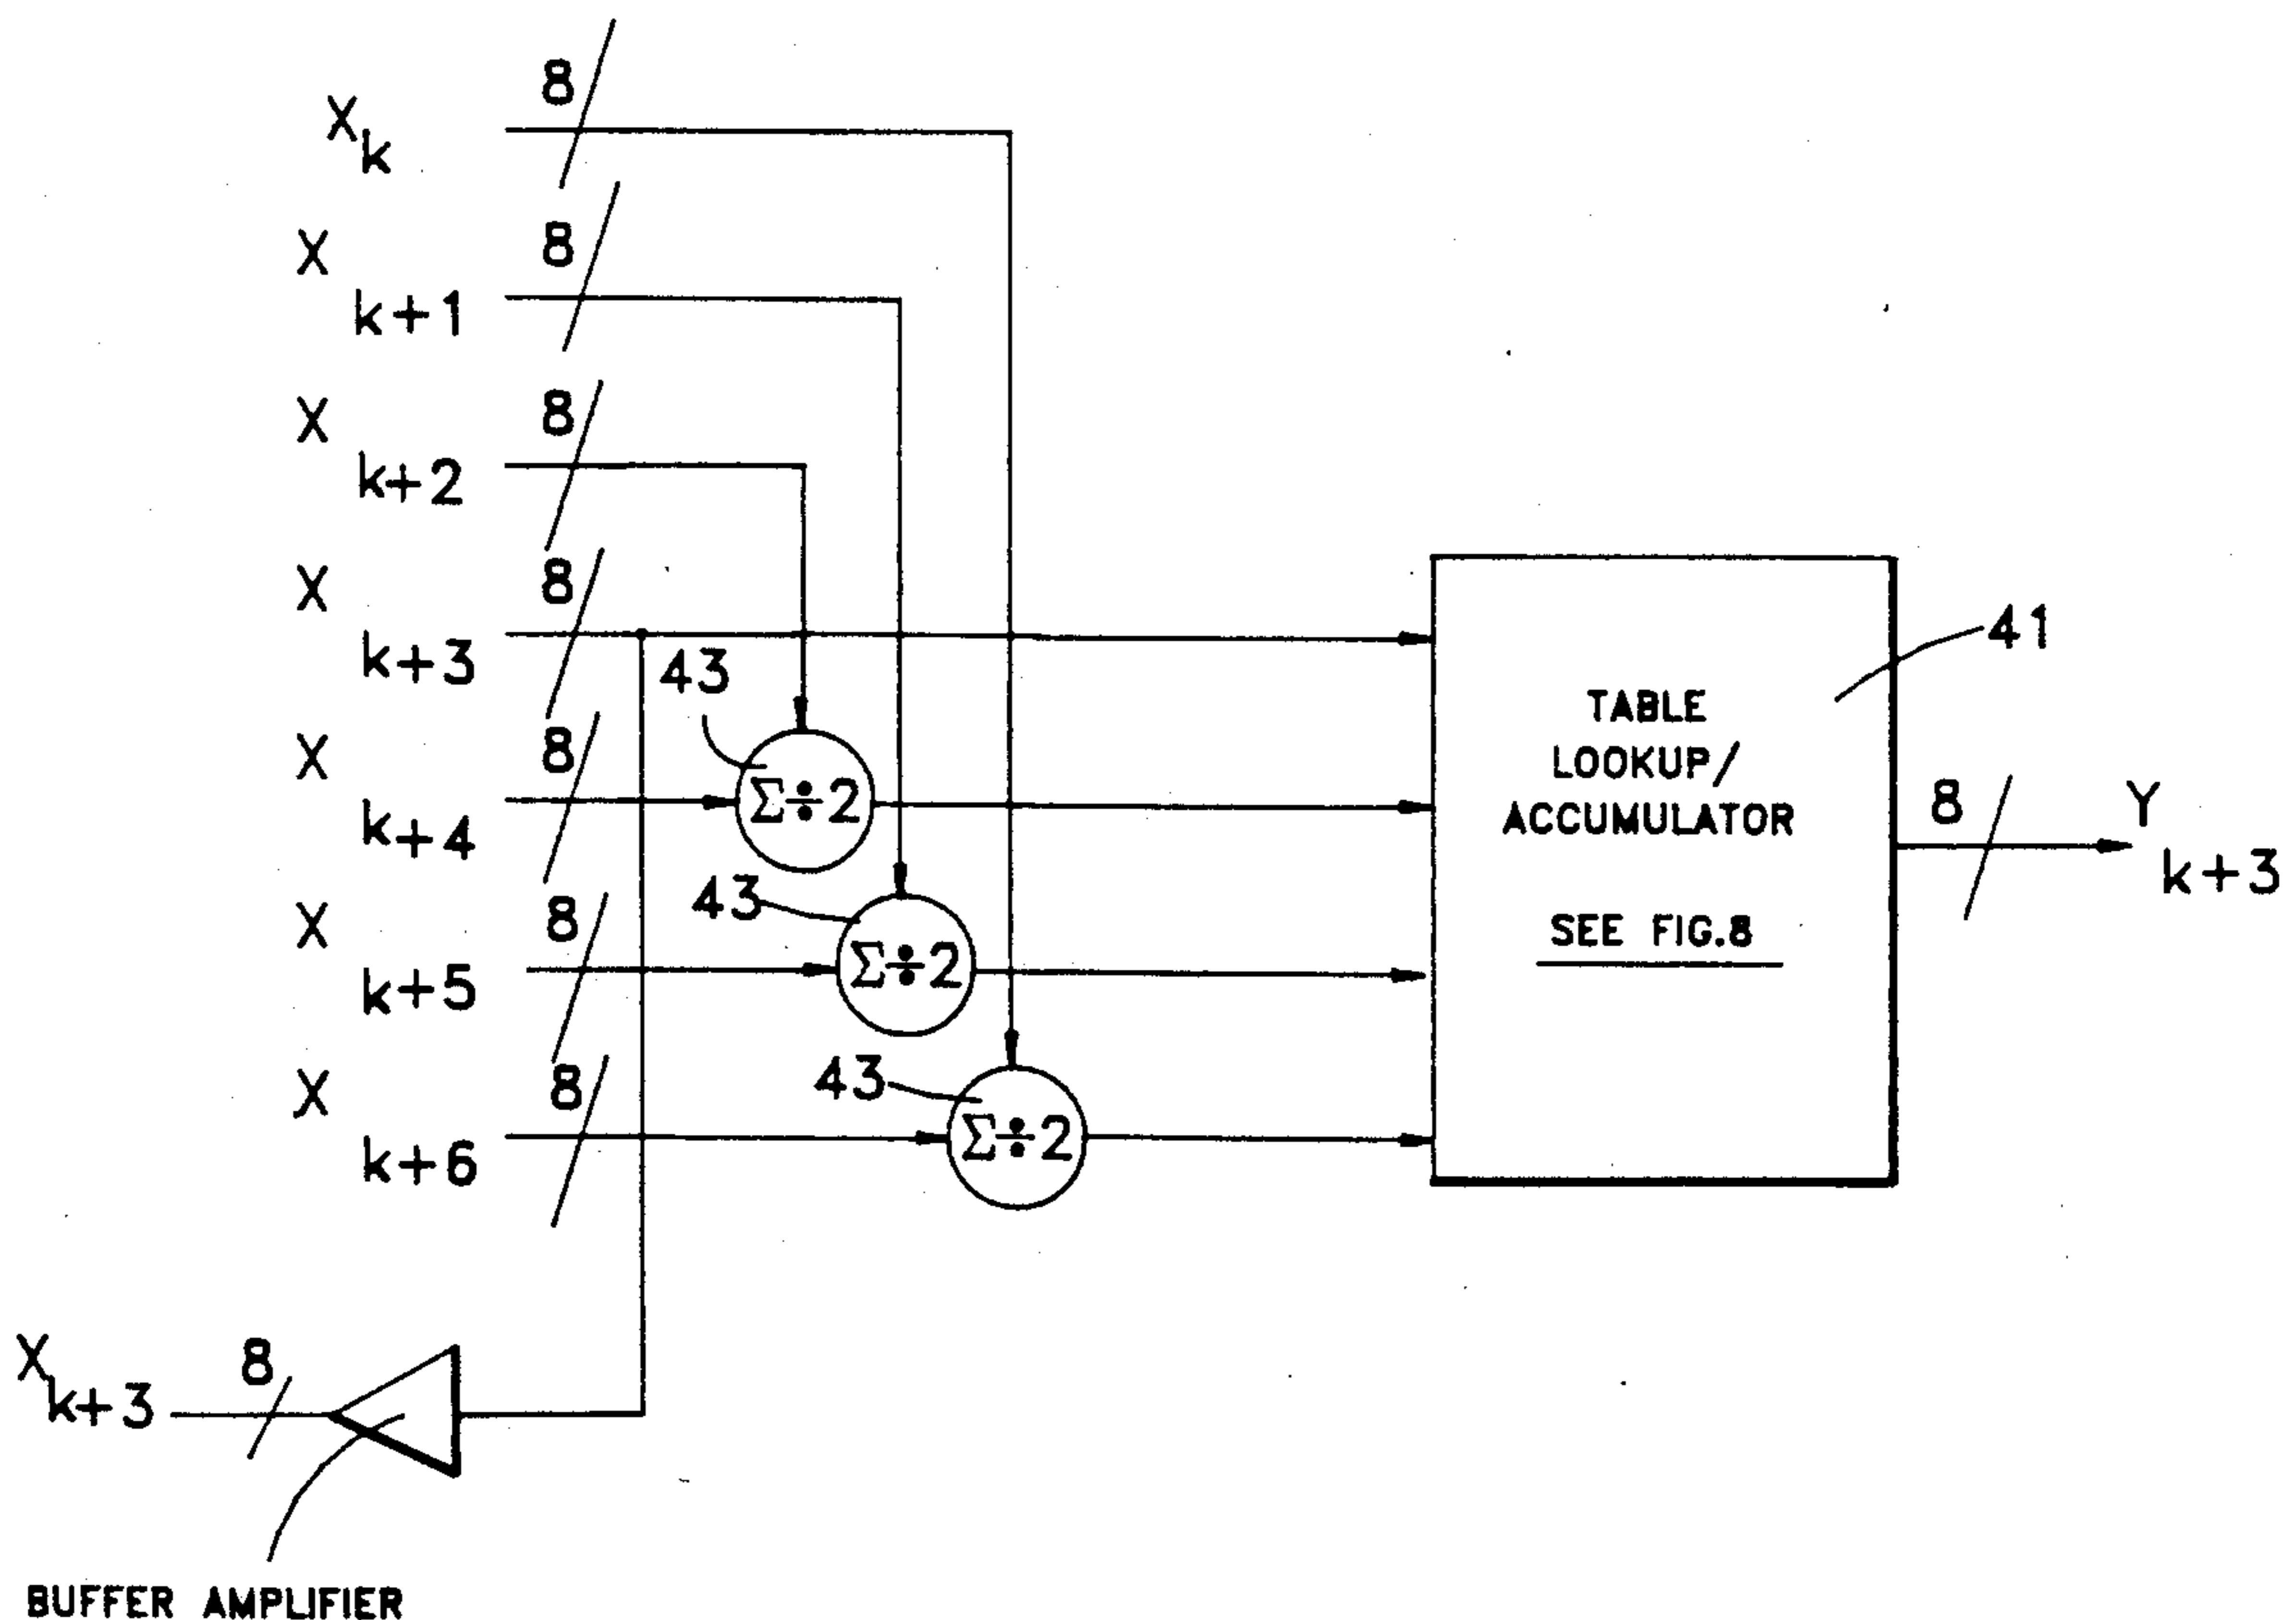 8
X k
8
X k+1
8
X k+2
8
X k+3
43
8
X k+4
Σ÷2
43
8
X k+5
Σ÷2
43
8
X k+6
Σ÷2
41
TABLE
LOOKUP/
ACCUMULATOR
SEE FIG.8
8
Y k+3
X k+3
8
BUFFER AMPLIFIER